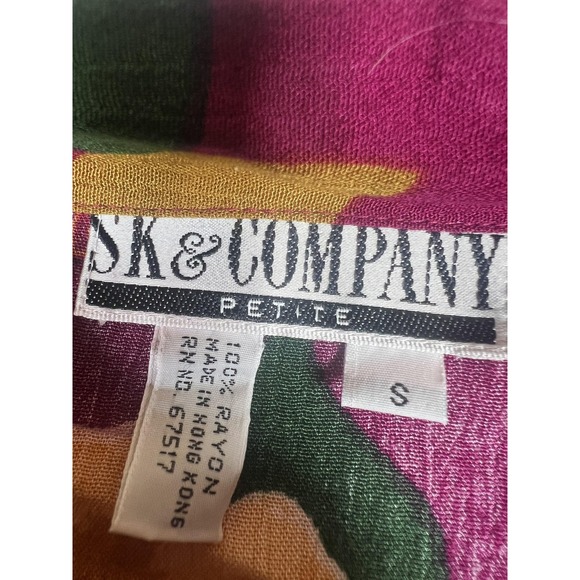 SK & COMPANY
PETITE
S
100% RAYON
MADE IN HONG KONG
RN NO. 67517